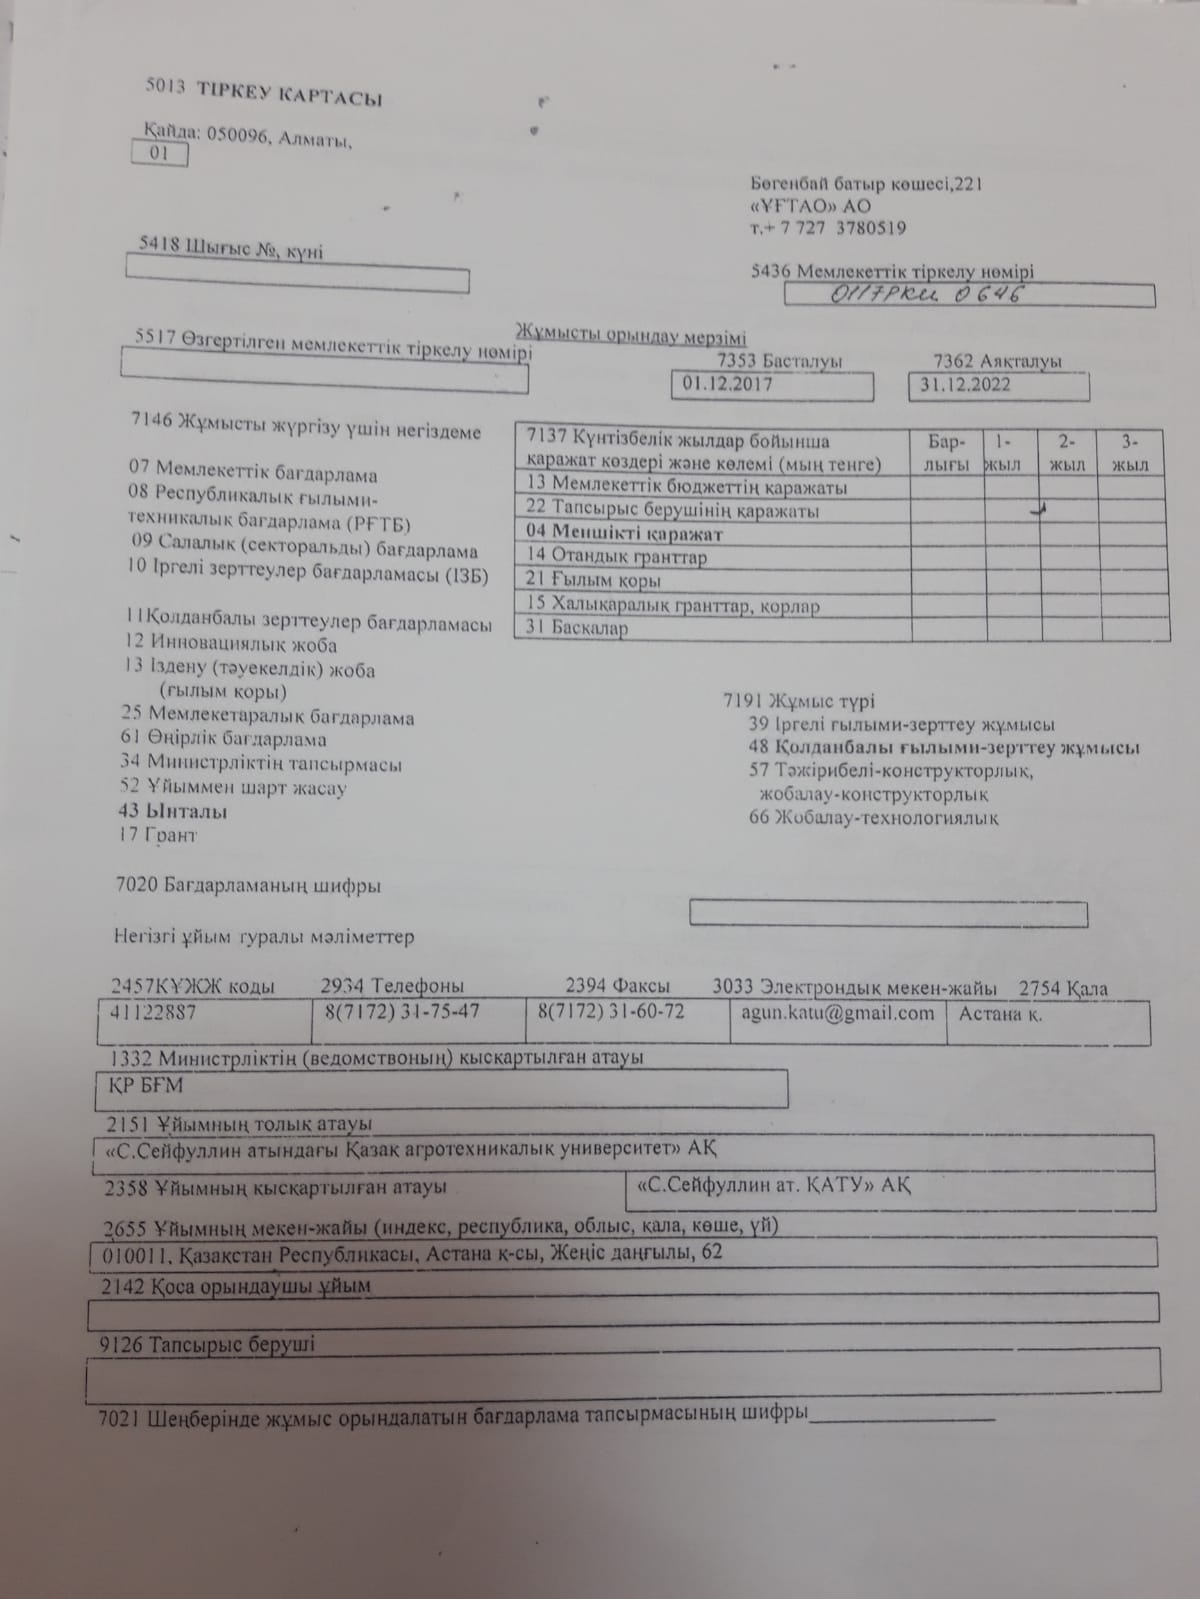 5013 ТІРКЕУ КАРТАСЫ
Қайда: 050096, Алматы,
01
Бөгенбай батыр көшесі,221
«ҰҒТАО» АО
т.+ 7 727 3780519
5418 Шығыс №, күні
5436 Мемлекеттік тіркелу нөмірі
0117РКИ 0646
5517 Өзгертілген мемлекеттік тіркелу нөмірі
Жұмысты орындау мерзімі
7353 Басталуы
7362 Аяқталуы
01.12.2017
31.12.2022
7146 Жұмысты жүргізу үшін негіздеме
07 Мемлекеттік бағдарлама
08 Республикалық ғылыми-
техникалық бағдарлама (РҒТБ)
09 Салалық (секторальды) бағдарлама
10 Іргелі зерттеулер бағдарламасы (ІЗБ)
11Қолданбалы зерттеулер бағдарламасы
12 Инновациялық жоба
13 Іздену (тәуекелдік) жоба
(ғылым қоры)
25 Мемлекетаралық бағдарлама
61 Өңірлік бағдарлама
34 Министрліктің тапсырмасы
52 Ұйыммен шарт жасау
43 Ынталы
17 Грант
7137 Күнтізбелік жылдар бойынша Бар- 1- 2- 3-
қаражат көздері және көлемі (мың тенге) лығы жыл жыл жыл
13 Мемлекеттік бюджеттің қаражаты
22 Тапсырыс берушінің қаражаты
04 Меншікті қаражат
14 Отандық гранттар
21 Ғылым қоры
15 Халықаралық гранттар, қорлар
31 Басқалар
7191 Жұмыс түрі
39 Іргелі ғылыми-зерттеу жұмысы
48 Қолданбалы ғылыми-зерттеу жұмысы
57 Тәжірибелі-конструкторлық,
жобалау-конструкторлық
66 Жобалау-технологиялық
7020 Бағдарламаның шифры
Негізгі ұйым туралы мәліметтер
2457КҰЖЖ коды 2934 Телефоны 2394 Факсы 3033 Электрондық мекен-жайы 2754 Қала
41122887 8(7172) 31-75-47 8(7172) 31-60-72 agun.katu@gmail.com Астана қ.
1332 Министрліктің (ведомствоның) қысқартылған атауы
ҚР БҒМ
2151 Ұйымның толық атауы
«С.Сейфуллин атындағы Қазақ агротехникалық университет» АҚ
2358 Ұйымның қысқартылған атауы
«С.Сейфуллин ат. ҚАТУ» АҚ
2655 Ұйымның мекен-жайы (индекс, республика, облыс, қала, көше, үй)
010011, Қазақстан Республикасы, Астана қ-сы, Жеңіс даңғылы, 62
2142 Қоса орындаушы ұйым
9126 Тапсырыс беруші
7021 Шеңберінде жұмыс орындалатын бағдарлама тапсырмасының шифры